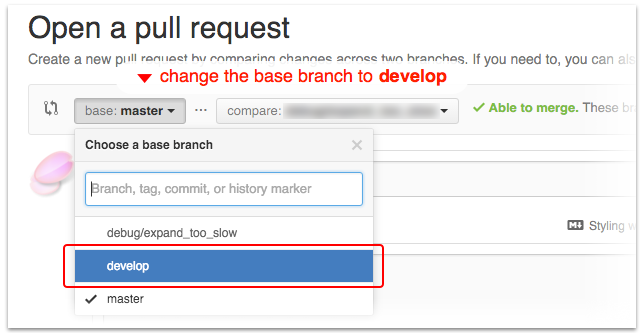 Open a pull request
Create a new pull request by comparing changes across two branches. If you need to, you can als
change the base branch to develop
base: master ... compare:
Able to merge. These bran
Choose a base branch
Branch, tag, commit, or history marker
debug/expand_too_slow
Styling w
develop
master